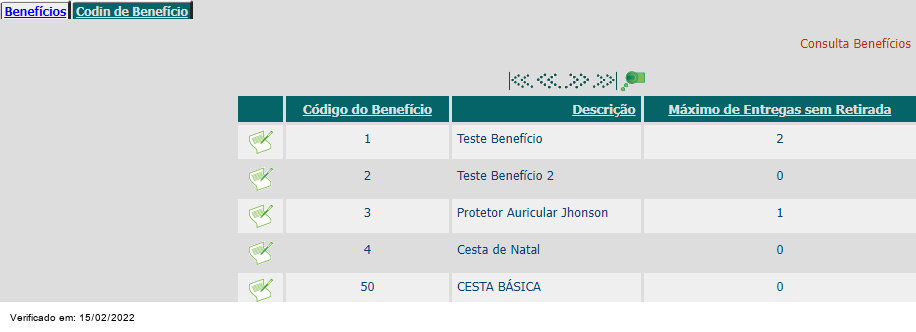 Benefícios Codin de Benefício
Consulta Benefícios
Código do Benefício Descrição Máximo de Entregas sem Retirada
1 Teste Benefício 2
2 Teste Benefício 2 0
3 Protetor Auricular Jhonson 1
4 Cesta de Natal 0
50 CESTA BÁSICA 0
Verificado em: 15/02/2022